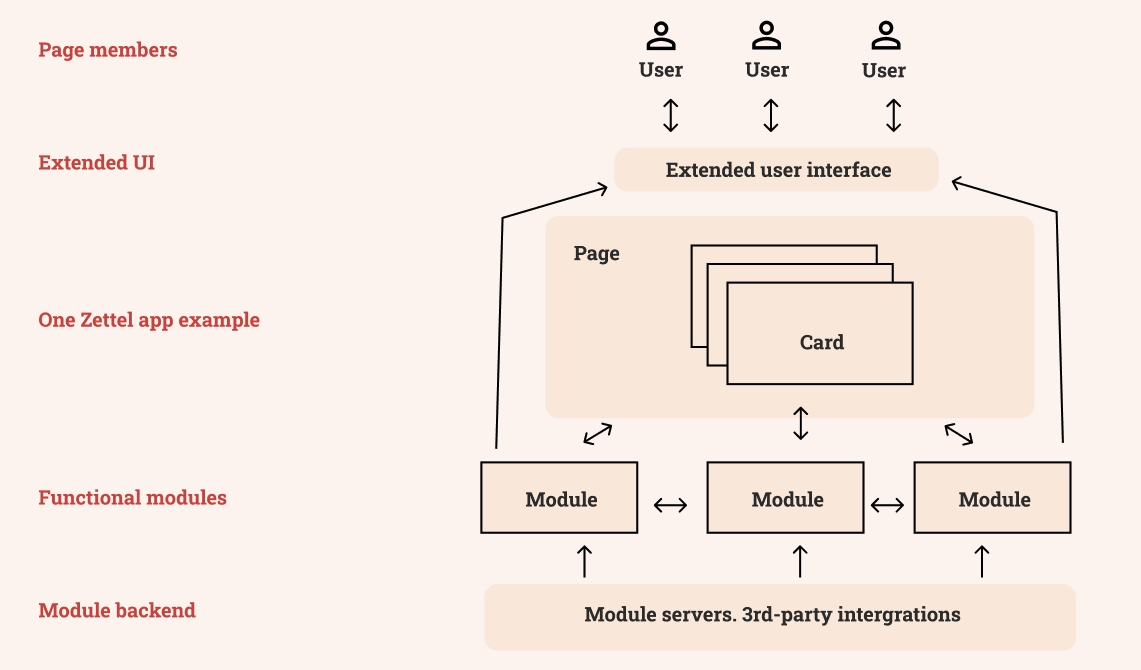 Page members
User
User
User
Extended UI
Extended user interface
Page
One Zettel app example
Card
Functional modules
Module
Module
Module
Module backend
Module servers. 3rd-party intergrations